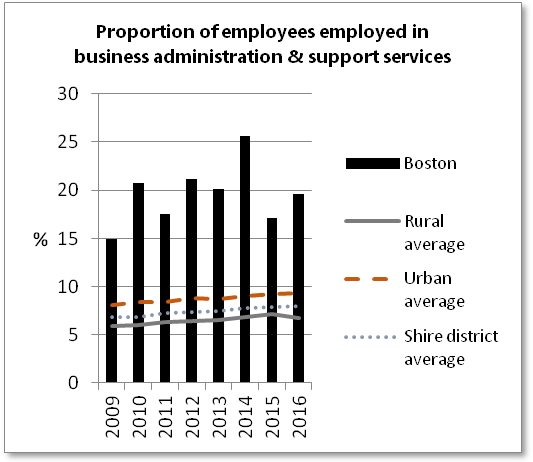 Proportion of employees employed in
business administration & support services
30
25
20
15
10
5
0
%
2009
2010
2011
2012
2013
2014
2015
2016
Boston
Rural
average
Urban
average
Shire district
average